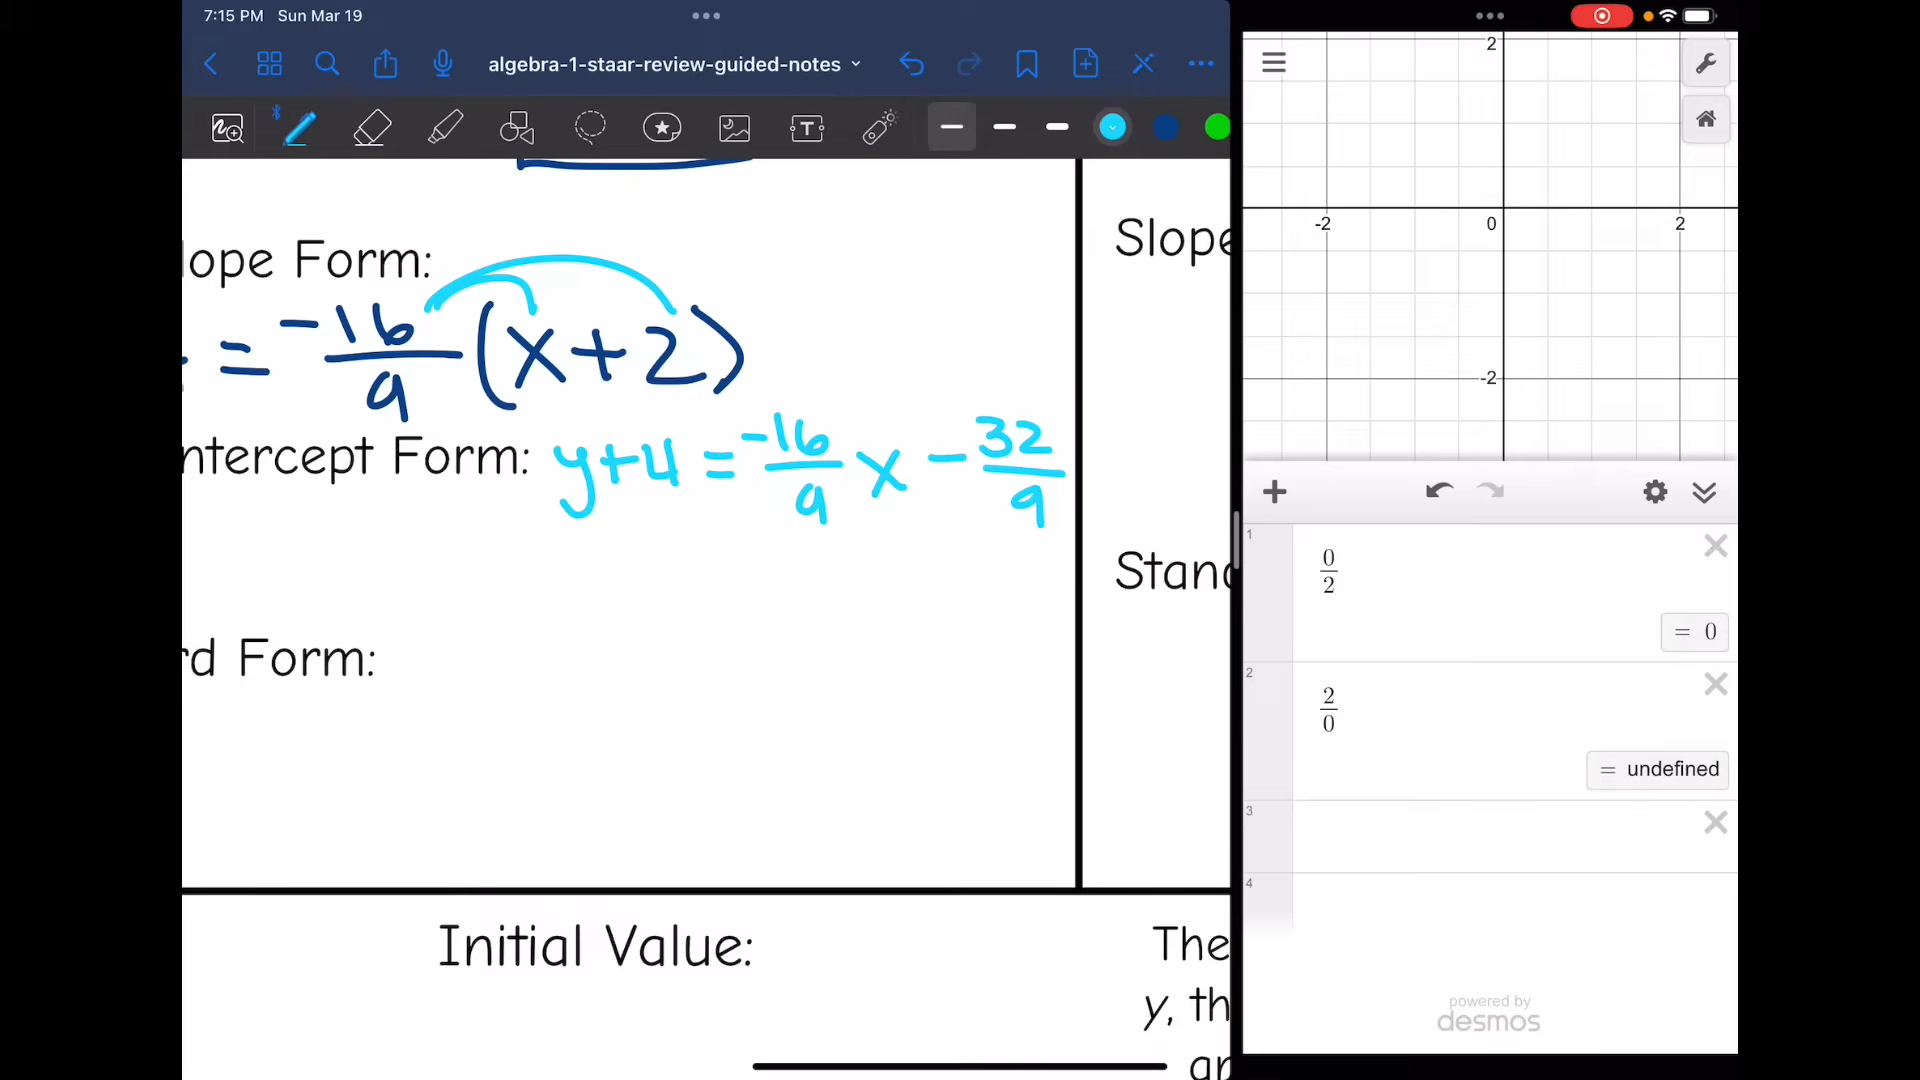 7:15 PM Sun Mar 19
algebra-1-staar-review-guided-notes
T
lope Form:
= -16/9 (x+2)
ntercept Form: y+4 = -16/9 x - 32/9
rd Form:
Initial Value:
Slope
Stand
The
y, th
an
2
-2 0 2
-2
1
0/2
= 0
2
2/0
= undefined
3
4
powered by
desmos